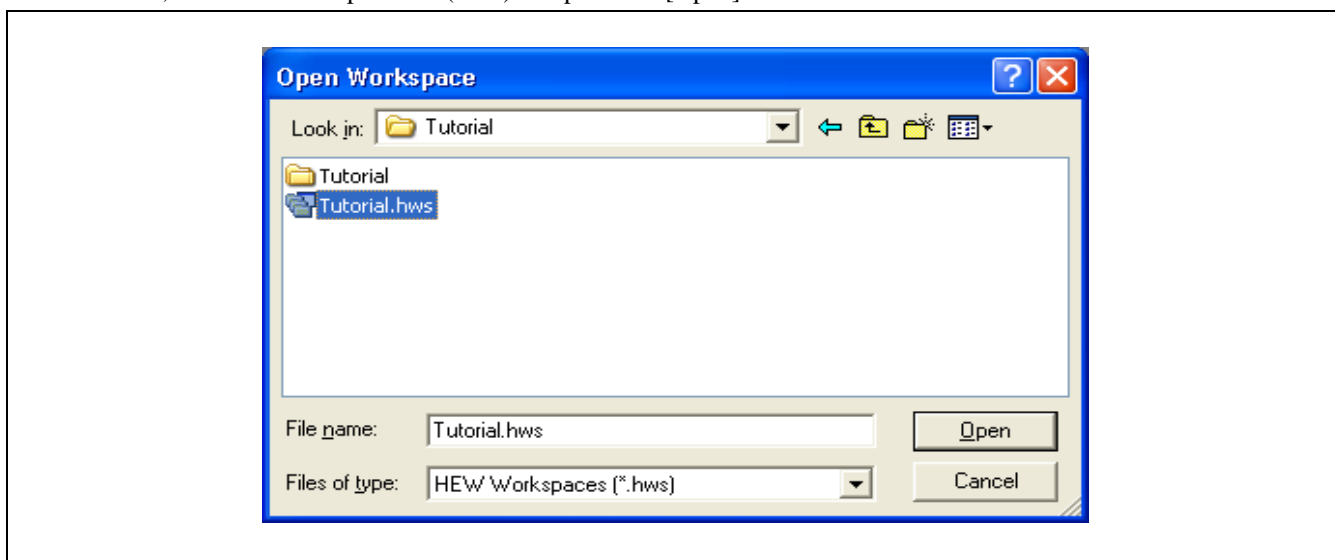 Open Workspace
Look in: Tutorial
Tutorial
Tutorial.hws
File name: Tutorial.hws Open
Files of type: HEW Workspaces (*.hws) Cancel